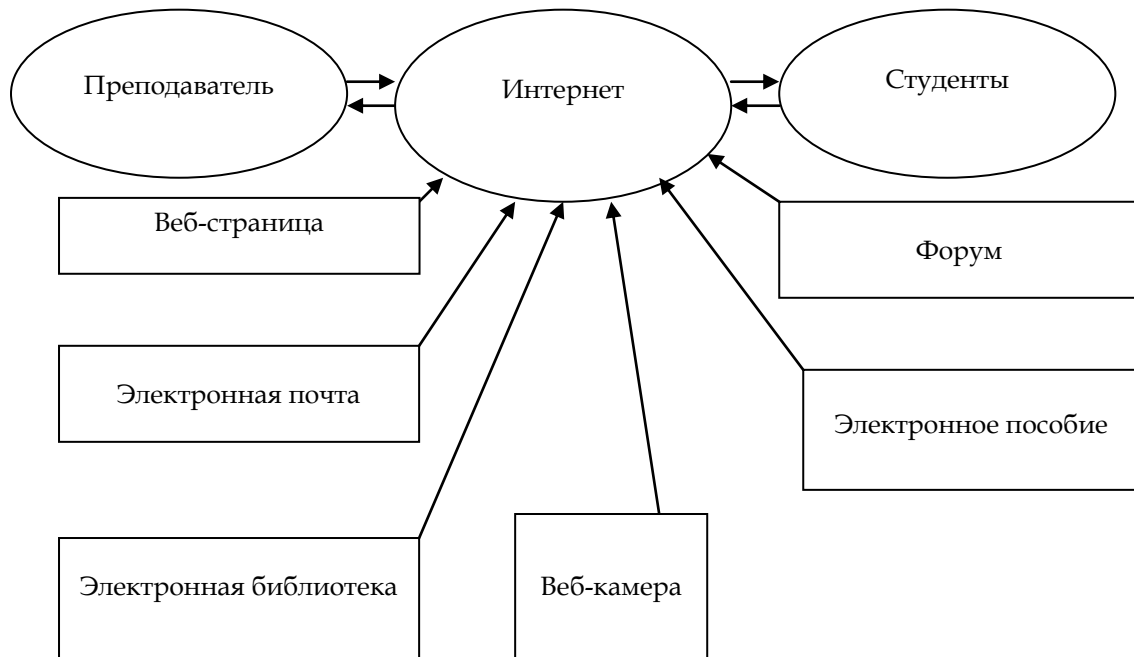 Преподаватель
Интернет
Студенты
Веб-страница
Форум
Электронная почта
Электронное пособие
Электронная библиотека
Веб-камера